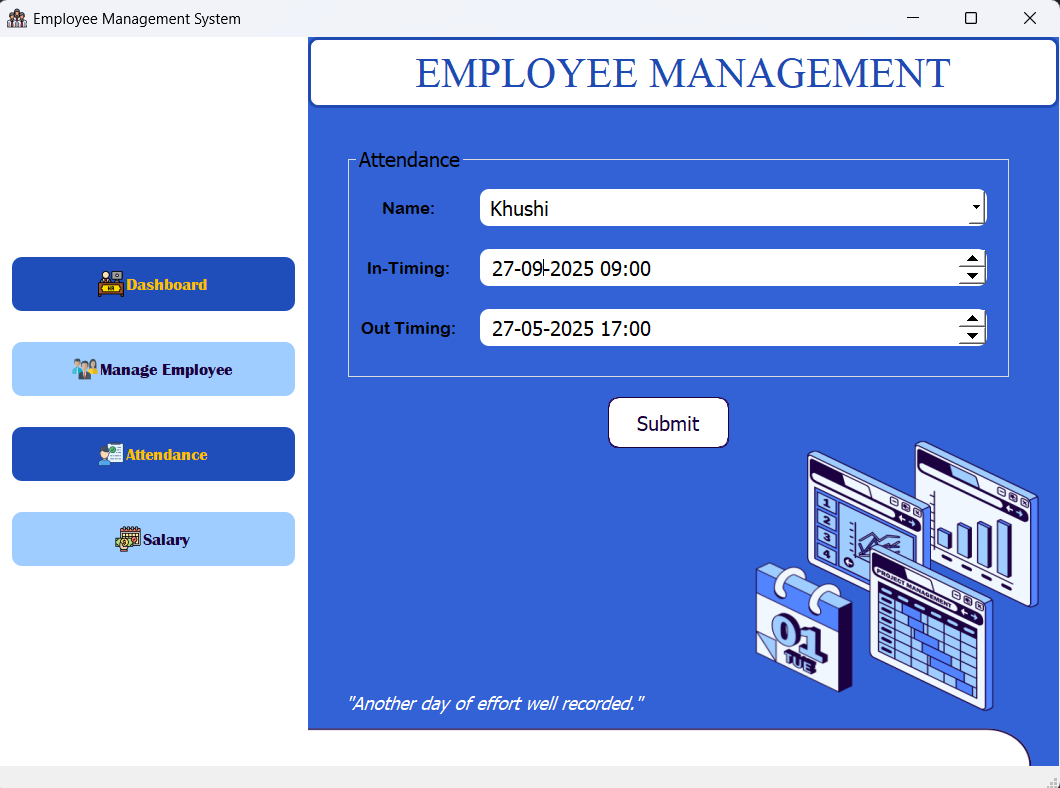 Employee Management System
EMPLOYEE MANAGEMENT
Dashboard
Manage Employee
Attendance
Salary
Attendance
Name:
Khushi
In-Timing:
27-09-2025 09:00
Out Timing:
27-05-2025 17:00
Submit
1
2
3
4
PROJECT MANAGEMENT
01
TUE
"Another day of effort well recorded."